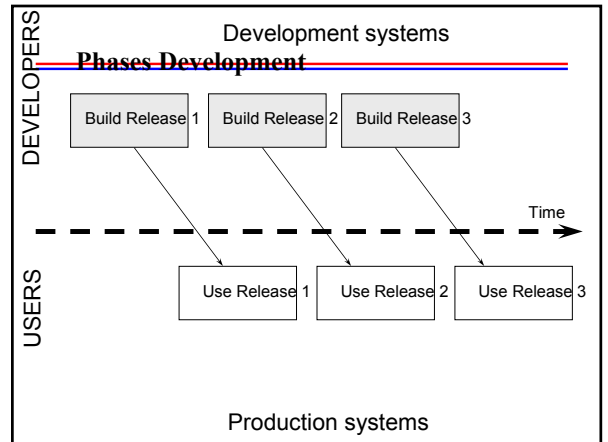 Development systems
Phases Development
DEVELOPERS
Build Release 1
Build Release 2
Build Release 3
Time
USERS
Use Release 1
Use Release 2
Use Release 3
Production systems